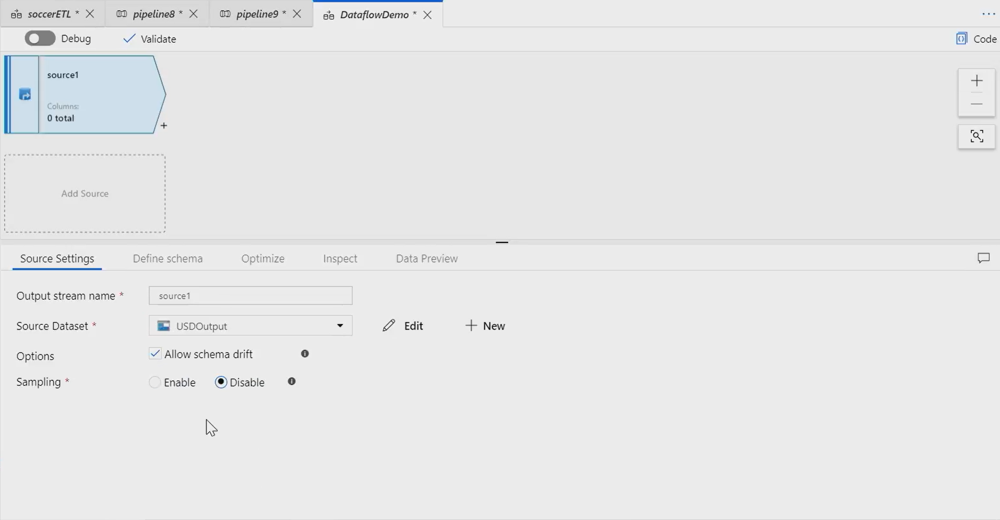 soccerETL * pipeline8 * pipeline9 * DataflowDemo *
Debug Validate Code
source1
Columns:
0 total
Add Source
Source Settings Define schema Optimize Inspect Data Preview
Output stream name * source1
Source Dataset * USDOutput Edit New
Options Allow schema drift
Sampling * Enable Disable